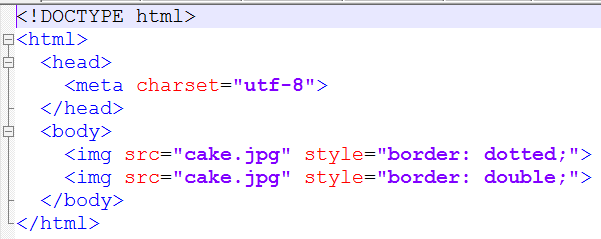 <!DOCTYPE html>
<html>
<head>
<meta charset="utf-8">
</head>
<body>
<img src="cake.jpg" style="border: dotted;">
<img src="cake.jpg" style="border: double;">
</body>
</html>